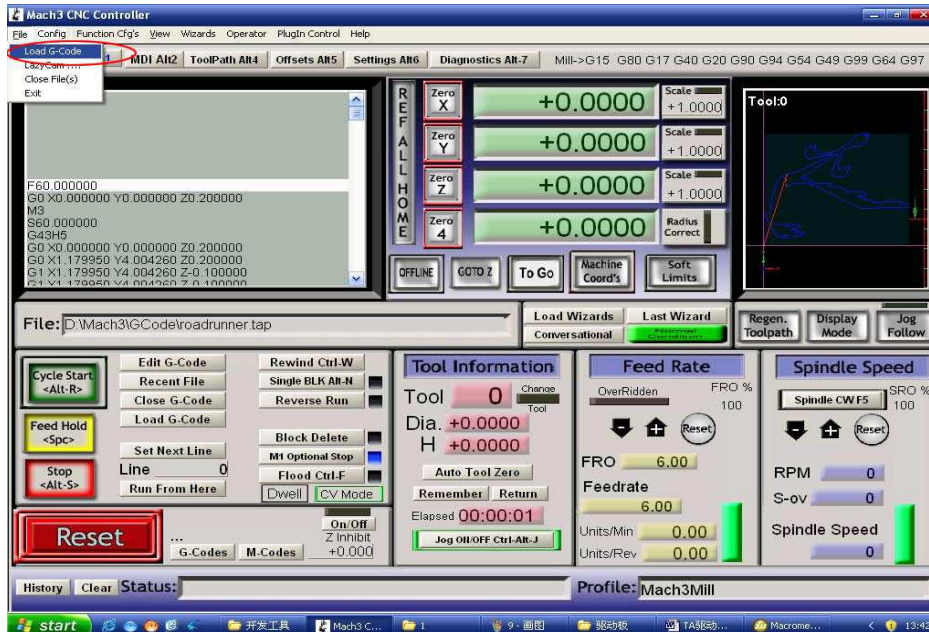 Mach3 CNC Controller
File Config Function Cfg's View Wizards Operator PlugIn Control Help
Load G-Code
LazyCam ....
Close File(s)
Exit
1 MDI Alt2 ToolPath Alt4 Offsets Alt5 Settings Alt6 Diagnostics Alt-7 Mill->G15 G80 G17 G40 G20 G90 G94 G54 G49 G99 G64 G97
F60.000000
G0 X0.000000 Y0.000000 Z0.200000
M3
S60.000000
G43H5
G0 X0.000000 Y0.000000 Z0.200000
G0 X1.179950 Y4.004260 Z0.200000
G1 X1.179950 Y4.004260 Z-0.100000
REF ALL HOME
Zero X +0.0000 Scale +1.0000
Zero Y +0.0000 Scale +1.0000
Zero Z +0.0000 Scale +1.0000
Zero 4 +0.0000 Radius Correct
OFFLINE GOTO Z To Go Machine Coord's Soft Limits
Tool:0
File: D:\Mach3\GCode\roadrunner.tap
Load Wizards Last Wizard
Conversational Normal Condition
Regen. Toolpath Display Mode Jog Follow
Cycle Start <Alt-R>
Feed Hold <Spc>
Stop <Alt-S>
Edit G-Code
Recent File
Close G-Code
Load G-Code
Set Next Line
Line 0
Run From Here
Rewind Ctrl-W
Single BLK Alt-N
Reverse Run
Block Delete
M1 Optional Stop
Flood Ctrl-F
Dwell CV Mode
Reset
...
G-Codes M-Codes
On/Off
Z Inhibit
+0.000
Tool Information
Tool 0 Change Tool
Dia. +0.0000
H +0.0000
Auto Tool Zero
Remember Return
Elapsed 00:00:01
Jog ON/OFF Ctrl-Alt-J
Feed Rate
OverRidden FRO %
100
Reset
FRO 6.00
Feedrate
6.00
Units/Min 0.00
Units/Rev 0.00
Spindle Speed
Spindle CW F5 SRO %
100
Reset
RPM 0
S-ov 0
Spindle Speed
0
History Clear Status:
Profile: Mach3Mill
start 开发工具 Mach3 C... 1 9 - 画图 驱动板 TA驱动... Macrome... 13:42